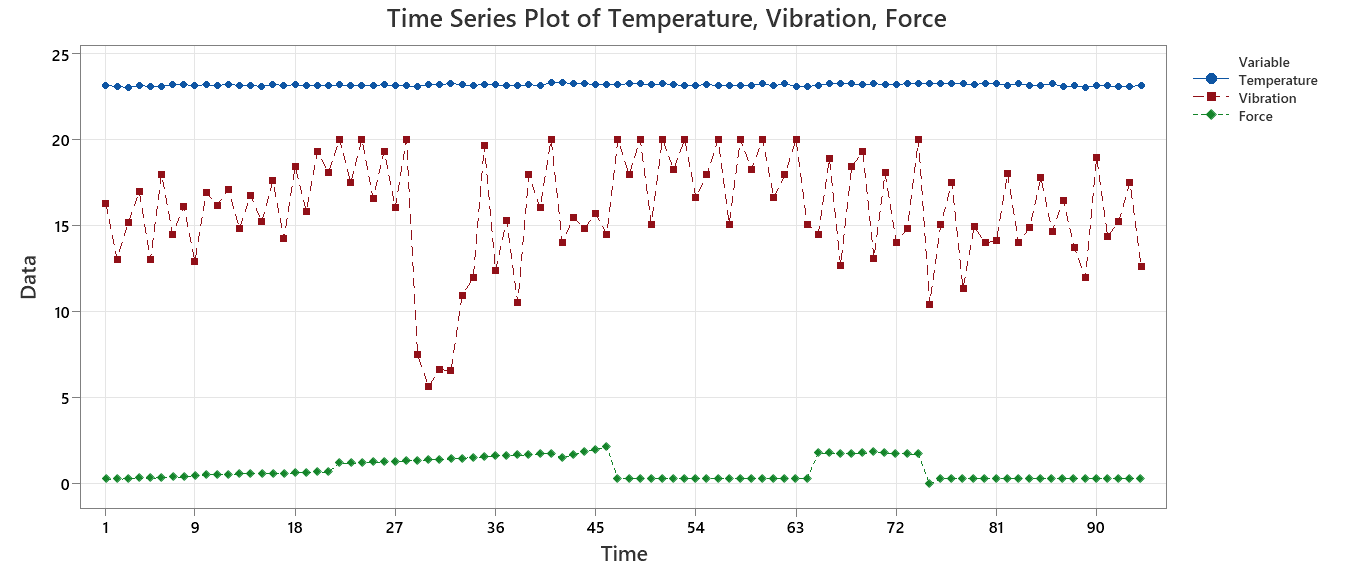 Time Series Plot of Temperature, Vibration, Force
25
20
15
10
5
0
Data
1 9 18 27 36 45 54 63 72 81 90
Time
Variable
Temperature
Vibration
Force